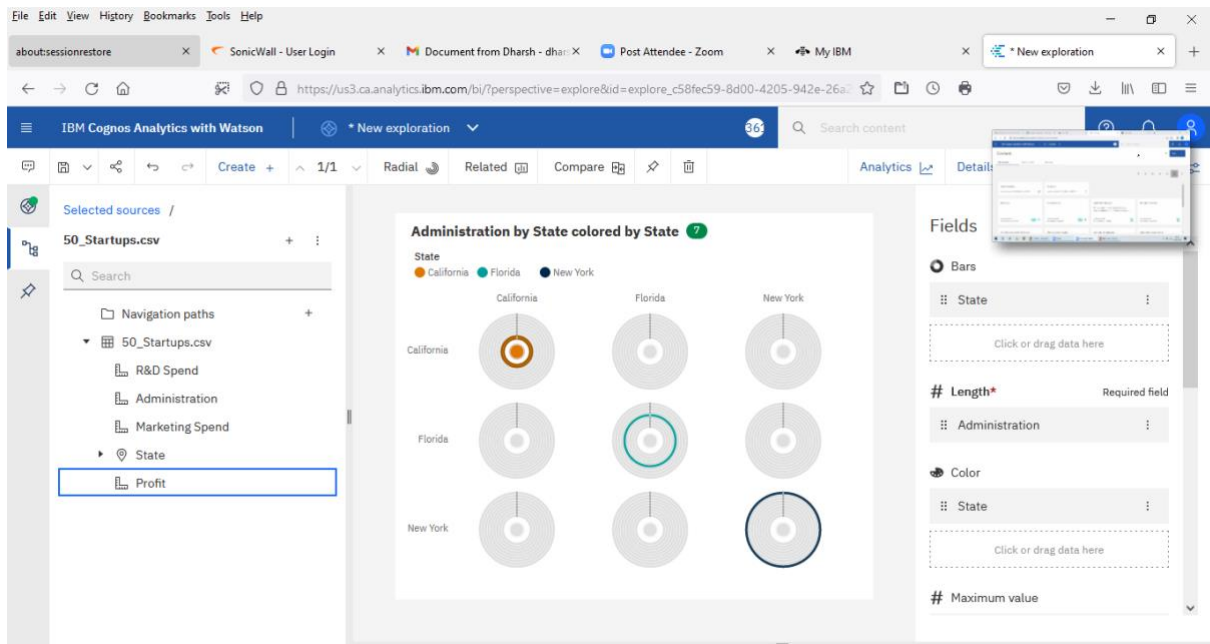 File Edit View History Bookmarks Tools Help
about:sessionrestore
SonicWall - User Login
Document from Dharsh - dhar
Post Attendee - Zoom
My IBM
* New exploration
https://us3.ca.analytics.ibm.com/bi/?perspective=explore&id=explore_c58fec59-8d00-4205-942e-26a
IBM Cognos Analytics with Watson
* New exploration
Search content
Create +
1/1
Radial
Related
Compare
Analytics
Details
Selected sources /
50_Startups.csv
Search
Navigation paths
50_Startups.csv
R&D Spend
Administration
Marketing Spend
State
Profit
Administration by State colored by State 7
State
California Florida New York
California Florida New York
California
Florida
New York
Fields
Bars
State
Click or drag data here
# Length* Required field
Administration
Color
State
Click or drag data here
# Maximum value